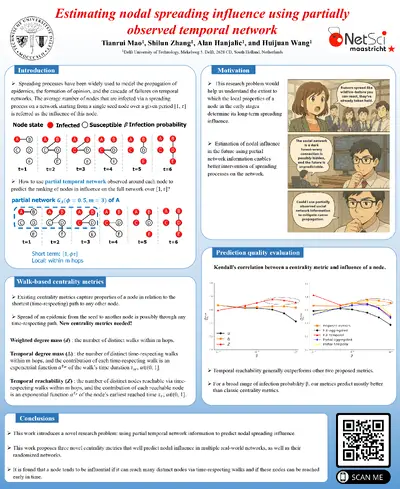 Estimating nodal spreading influence using partially
observed temporal network
Tianrui Mao¹, Shilun Zhang¹, Alan Hanjalic¹, and Huijuan Wang¹
¹Delft University of Technology, Mekelweg 5 Delft, 2628 CD, South Holland, Netherlands
NetSci
maastricht
Introduction
➤ Spreading processes have been widely used to model the propagation of
epidemics, the formation of opinion, and the cascade of failures on temporal
networks. The average number of nodes that are infected via a spreading
process on a network starting from a single seed node over a given period [1, t]
is referred as the influence of this node.
Node state Infected Susceptible β Infection probability
t=1 t=2 t=3 t=4 t=5 t=6
➤ How to use partial temporal network observed around each node to
predict the ranking of nodes in influence on the full network over
partial network
of A
t=1 t=2 t=3 t=4 t=5 t=6
Short term:
Local: within m hops
Motivation
➤ This research problem would
help us understand the extent to
which the local properties of a node
in the early stages
determine its long-term spreading
influence.
➤ Estimation of nodal influence
in the future using partial
network information enables
better intervention of spreading
processes on the network.
Rumors spread like
wildfire–before you
can react, they've
already taken hold.
The social network
is a dark
forest–every
connection is
possibly hidden,
and the future is
unpredictable.
Could I use partially
observed social
network information
to mitigate rumor
propagation?
Walk-based centrality metrics
➤ Existing centrality metrics capture properties of a node in relation to the
shortest (time-respecting) path to any other node.
➤ Spread of an epidemic from the seed to another node is possibly through any
time-respecting path. New centrality metrics needed!
Weighted degree mass: the number of distinct walks within m hops.
Temporal degree mass: the number of distinct time-respecting walks
within m hops, and the contribution of each time-respecting walk is an
exponential function of the walk's time duration
Temporal reachability: the number of distinct nodes reachable via time-
respecting walks within m hops, and the contribution of each reachable node
is an exponential function of the node's earliest reached time
Prediction quality evaluation
Kendall's correlation between a centrality metric and influence of a node.
➤ Temporal reachability generally outperforms other two proposed metrics.
➤ For a broad range of infection probability β, our metrics predict mostly better
than classic centrality metrics.
Conclusions
➤ This work introduces a novel research problem: using partial temporal network information to predict nodal spreading influence.
➤ This work proposes three novel centrality metrics that well predict nodal influence in multiple real-world networks, as well as their
randomized networks.
➤ It is found that a node tends to be influential if it can reach many distinct nodes via time-respecting walks and if these nodes can be reached
early in time.
SCAN ME